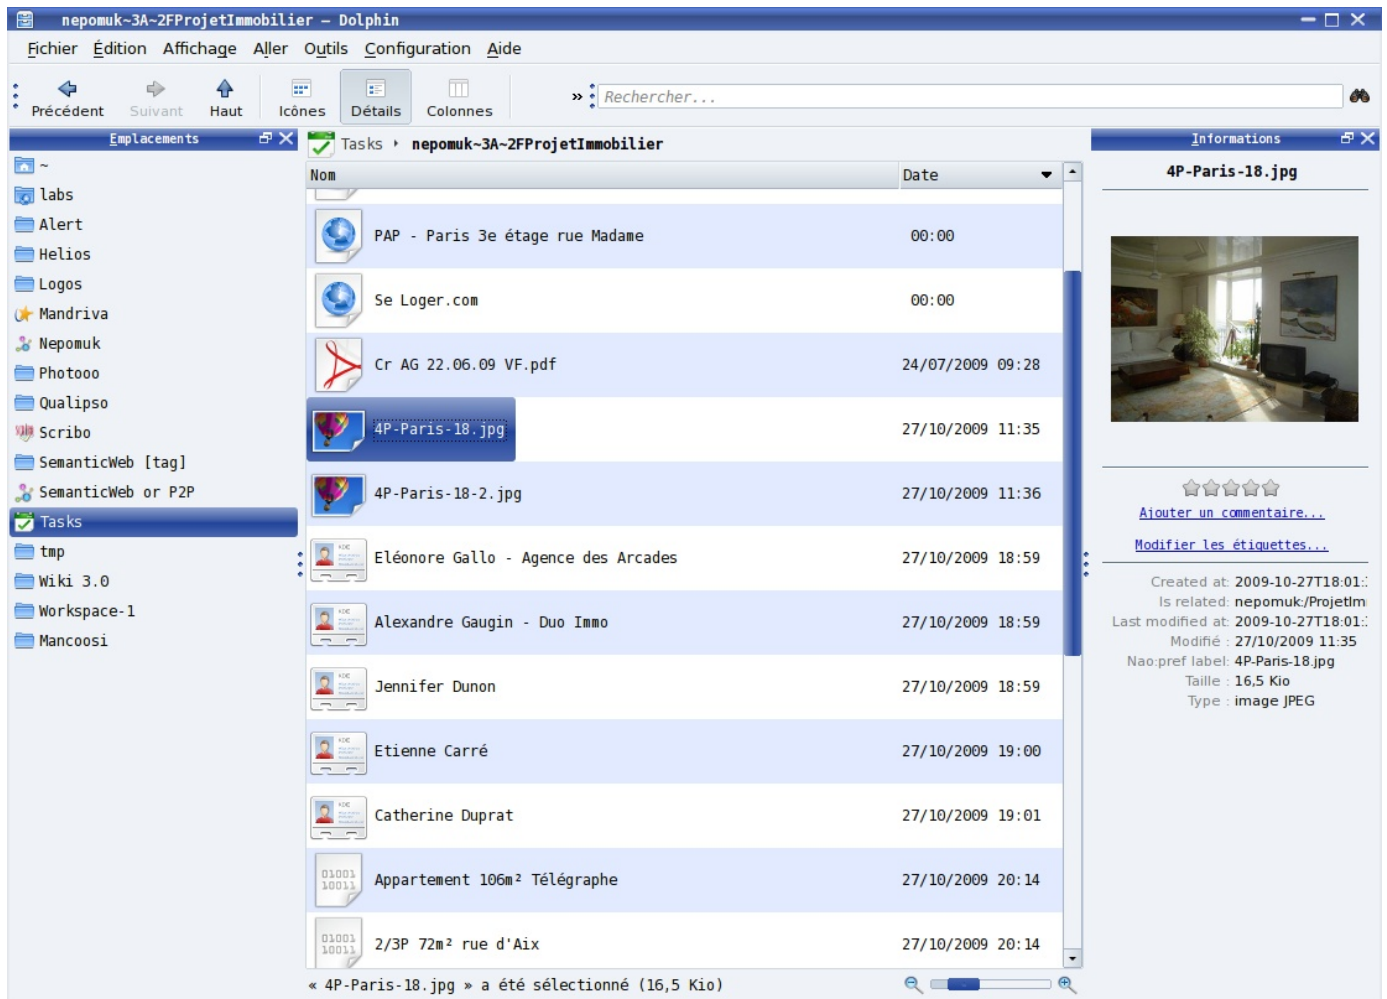 nepomuk~3A~2FProjetImmobilier – Dolphin
Fichier Édition Affichage Aller Outils Configuration Aide
Précédent Suivant Haut Icônes Détails Colonnes » Rechercher...
Emplacements
~
labs
Alert
Helios
Logos
Mandriva
Nepomuk
Photooo
Qualipso
Scribo
SemanticWeb [tag]
SemanticWeb or P2P
Tasks
tmp
Wiki 3.0
Workspace-1
Mancoosi
Tasks › nepomuk~3A~2FProjetImmobilier
Nom Date
PAP - Paris 3e étage rue Madame 00:00
Se Loger.com 00:00
Cr AG 22.06.09 VF.pdf 24/07/2009 09:28
4P-Paris-18.jpg 27/10/2009 11:35
4P-Paris-18-2.jpg 27/10/2009 11:36
Eléonore Gallo - Agence des Arcades 27/10/2009 18:59
Alexandre Gaugin - Duo Immo 27/10/2009 18:59
Jennifer Dunon 27/10/2009 18:59
Etienne Carré 27/10/2009 19:00
Catherine Duprat 27/10/2009 19:01
01001
10011
Appartement 106m² Télégraphe 27/10/2009 20:14
01001
10011
2/3P 72m² rue d'Aix 27/10/2009 20:14
« 4P-Paris-18.jpg » a été sélectionné (16,5 Kio)
Informations
4P-Paris-18.jpg
Ajouter un commentaire...
Modifier les étiquettes...
Created at: 2009-10-27T18:01:
Is related: nepomuk:/ProjetIm
Last modified at: 2009-10-27T18:01:
Modifié : 27/10/2009 11:35
Nao:pref label: 4P-Paris-18.jpg
Taille : 16,5 Kio
Type : image JPEG